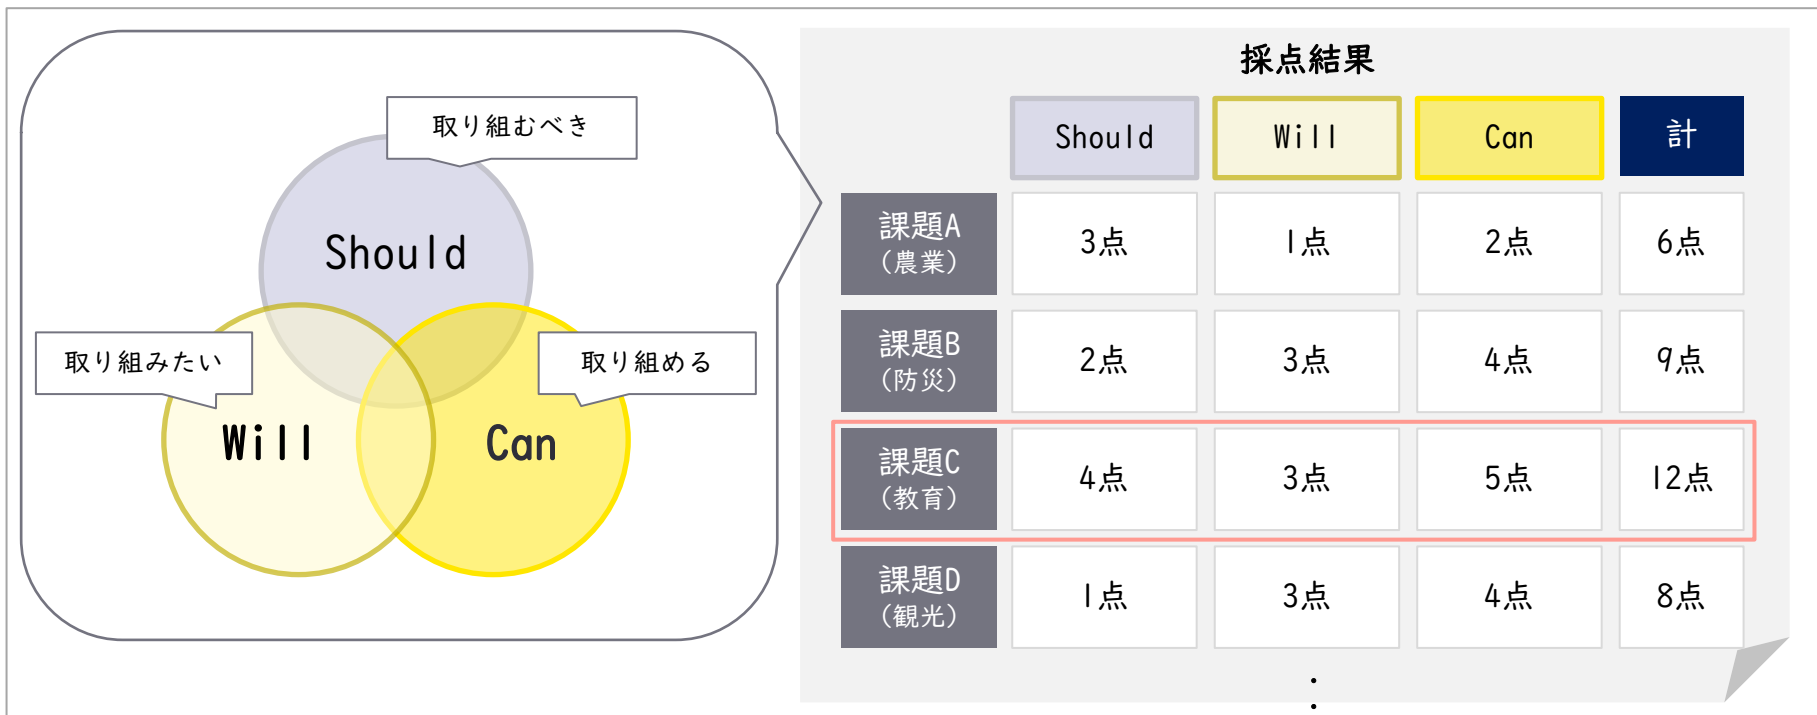 取り組むべき
Should
取り組みたい
取り組める
Will
Can
採点結果
Should Will Can 計
課題A
（農業）
3点 1点 2点 6点
課題B
（防災）
2点 3点 4点 9点
課題C
（教育）
4点 3点 5点 12点
課題D
（観光）
1点 3点 4点 8点
: